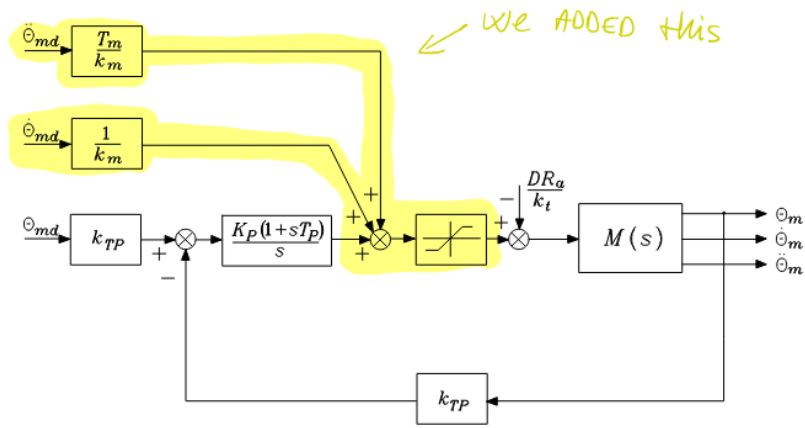 we ADDED this
Θ̈md
Tm
km
Θ̇md
1
km
+
+
− DRa
kt
+
Θmd
kTP
+
−
KP(1+sTP)
s
+
M(s)
Θm
Θ̇m
Θ̈m
kTP